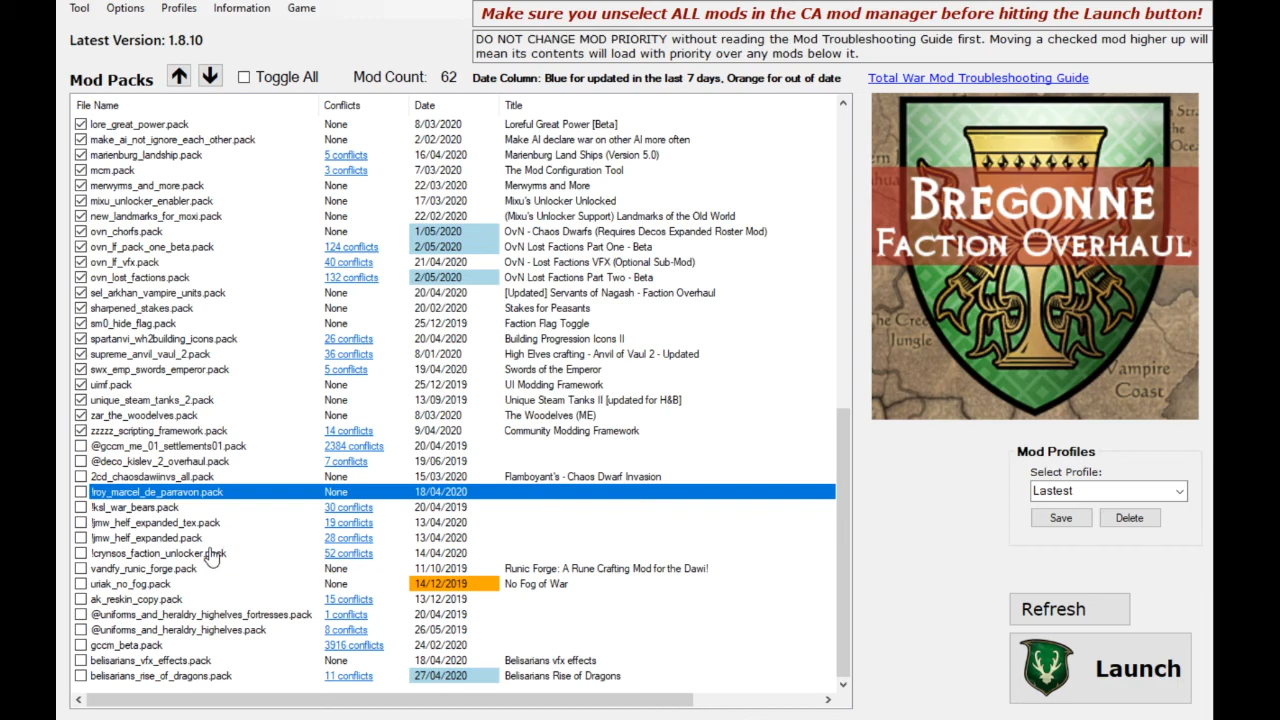 Tool Options Profiles Information Game
Make sure you unselect ALL mods in the CA mod manager before hitting the Launch button!
Latest Version: 1.8.10
DO NOT CHANGE MOD PRIORITY without reading the Mod Troubleshooting Guide first. Moving a checked mod higher up will
mean its contents will load with priority over any mods below it.
Mod Packs Toggle All Mod Count: 62 Date Column: Blue for updated in the last 7 days, Orange for out of date
Total War Mod Troubleshooting Guide
File Name Conflicts Date Title
lore_great_power.pack None 8/03/2020 Loreful Great Power [Beta]
make_ai_not_ignore_each_other.pack None 2/02/2020 Make AI declare war on other AI more often
marienburg_landship.pack 5 conflicts 16/04/2020 Marienburg Land Ships (Version 5.0)
mcm.pack 3 conflicts 7/03/2020 The Mod Configuration Tool
merwyrms_and_more.pack None 22/03/2020 Merwyrms and More
mixu_unlocker_enabler.pack None 17/03/2020 Mixu's Unlocker Unlocked
new_landmarks_for_moxi.pack None 22/02/2020 (Mixu's Unlocker Support) Landmarks of the Old World
ovn_chorfs.pack None 1/05/2020 OvN - Chaos Dwarfs (Requires Decos Expanded Roster Mod)
ovn_lf_pack_one_beta.pack 124 conflicts 2/05/2020 OvN Lost Factions Part One - Beta
ovn_lf_vfx.pack 40 conflicts 21/04/2020 OvN - Lost Factions VFX (Optional Sub-Mod)
ovn_lost_factions.pack 132 conflicts 2/05/2020 OvN Lost Factions Part Two - Beta
sel_arkhan_vampire_units.pack None 20/04/2020 [Updated] Servants of Nagash - Faction Overhaul
sharpened_stakes.pack None 20/02/2020 Stakes for Peasants
sm0_hide_flag.pack None 25/12/2019 Faction Flag Toggle
spartanvi_wh2building_icons.pack 26 conflicts 20/04/2020 Building Progression Icons II
supreme_anvil_vaul_2.pack 36 conflicts 8/01/2020 High Elves crafting - Anvil of Vaul 2 - Updated
swx_emp_swords_emperor.pack 5 conflicts 19/04/2020 Swords of the Emperor
uimf.pack None 25/12/2019 UI Modding Framework
unique_steam_tanks_2.pack None 13/09/2019 Unique Steam Tanks II [updated for H&B]
zar_the_woodelves.pack None 8/03/2020 The Woodelves (ME)
zzzzz_scripting_framework.pack 14 conflicts 9/04/2020 Community Modding Framework
@gccm_me_01_settlements01.pack 2384 conflicts 20/04/2019
@deco_kislev_2_overhaul.pack 7 conflicts 19/06/2019
2cd_chaosdawiinvs_all.pack None 15/03/2020 Flamboyant's - Chaos Dwarf Invasion
!roy_marcel_de_parravon.pack None 18/04/2020
!ksl_war_bears.pack 30 conflicts 20/04/2019
!jmw_helf_expanded_tex.pack 19 conflicts 13/04/2020
!jmw_helf_expanded.pack 28 conflicts 13/04/2020
!crynsos_faction_unlocker.pack 52 conflicts 14/04/2020
vandfy_runic_forge.pack None 11/10/2019 Runic Forge: A Rune Crafting Mod for the Dawi!
uriak_no_fog.pack None 14/12/2019 No Fog of War
ak_reskin_copy.pack 15 conflicts 13/12/2019
@uniforms_and_heraldry_highelves_fortresses.pack 1 conflicts 20/04/2019
@uniforms_and_heraldry_highelves.pack 8 conflicts 26/05/2019
gccm_beta.pack 3916 conflicts 24/02/2020
belisarians_vfx_effects.pack None 18/04/2020 Belisarians vfx effects
belisarians_rise_of_dragons.pack 11 conflicts 27/04/2020 Belisarians Rise of Dragons
BREGONNE
FACTION OVERHAUL
Jungle
Vampire
Coast
Mod Profiles
Select Profile:
Lastest
Save Delete
Refresh
Launch